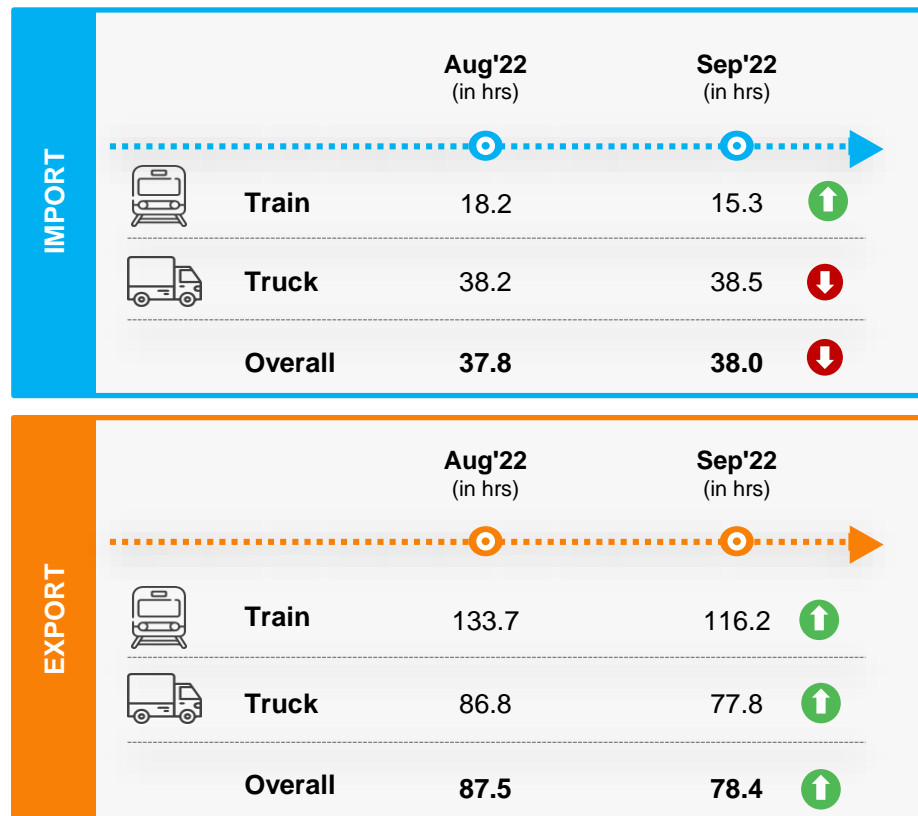 IMPORT
Aug'22 Sep'22
(in hrs) (in hrs)
Train 18.2 15.3
Truck 38.2 38.5
Overall 37.8 38.0
EXPORT
Aug'22 Sep'22
(in hrs) (in hrs)
Train 133.7 116.2
Truck 86.8 77.8
Overall 87.5 78.4